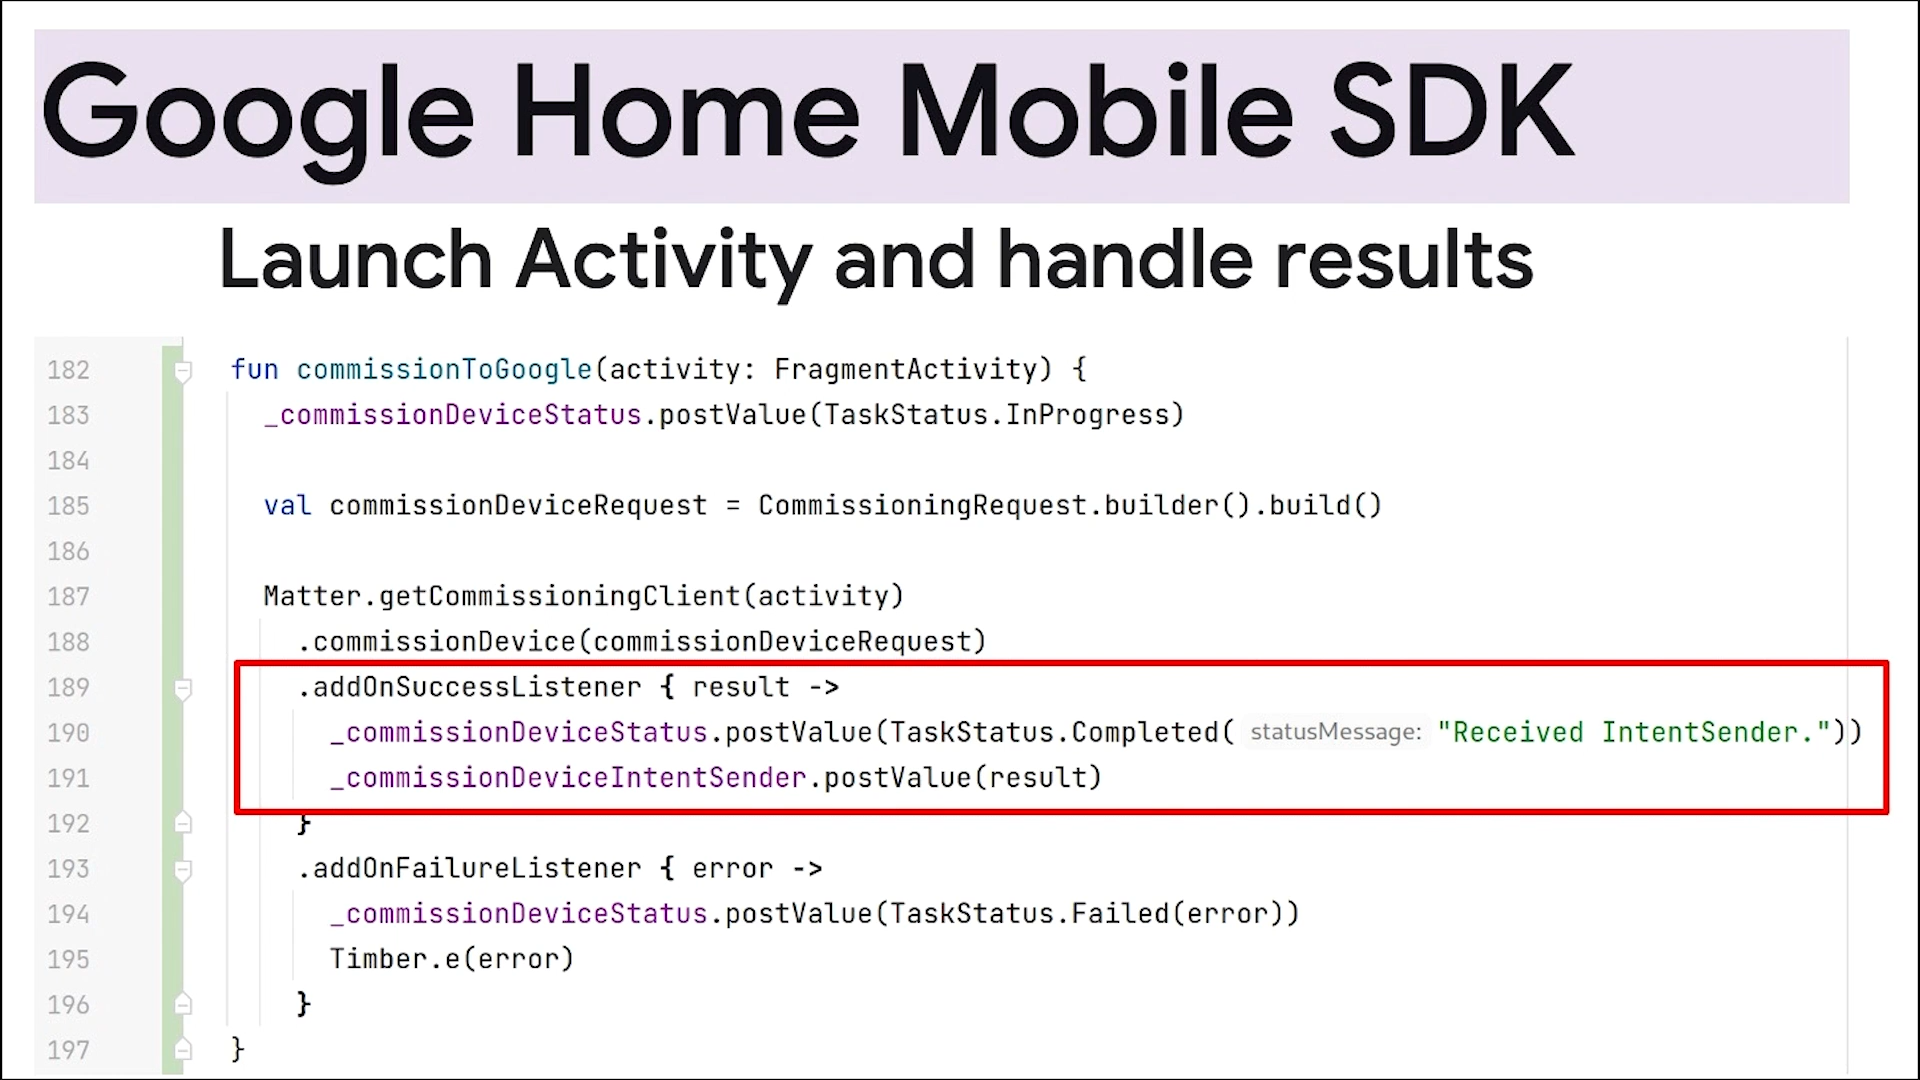 Google Home Mobile SDK
Launch Activity and handle results
182 fun commissionToGoogle(activity: FragmentActivity) {
183 _commissionDeviceStatus.postValue(TaskStatus.InProgress)
184
185 val commissionDeviceRequest = CommissioningRequest.builder().build()
186
187 Matter.getCommissioningClient(activity)
188 .commissionDevice(commissionDeviceRequest)
189 .addOnSuccessListener { result ->
190 _commissionDeviceStatus.postValue(TaskStatus.Completed( statusMessage: "Received IntentSender."))
191 _commissionDeviceIntentSender.postValue(result)
192 }
193 .addOnFailureListener { error ->
194 _commissionDeviceStatus.postValue(TaskStatus.Failed(error))
195 Timber.e(error)
196 }
197 }